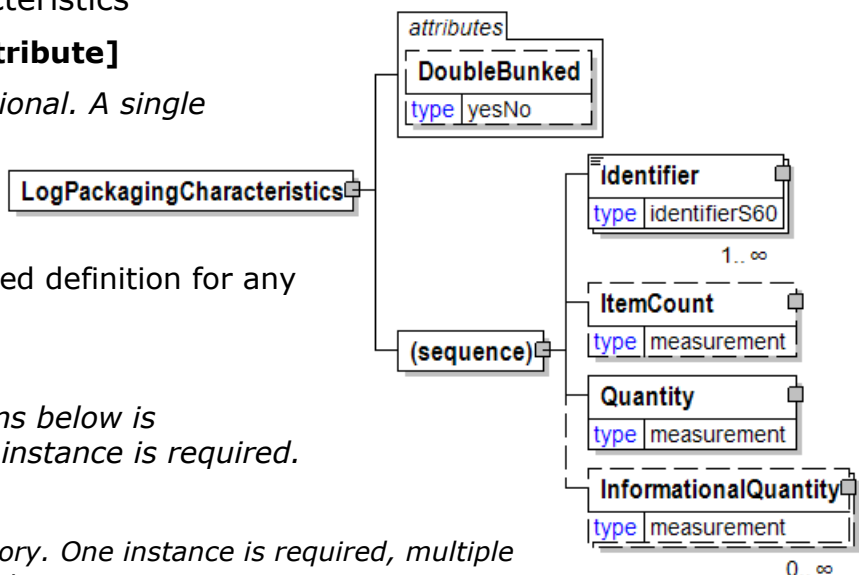 cteristics
tribute]
ional. A single
ed definition for any
ns below is
instance is required.
ory. One instance is required, multiple
attributes
DoubleBunked
type yesNo
LogPackagingCharacteristics
(sequence)
Identifier
type identifierS60
1.. ∞
ItemCount
type measurement
Quantity
type measurement
InformationalQuantity
type measurement
0.. ∞